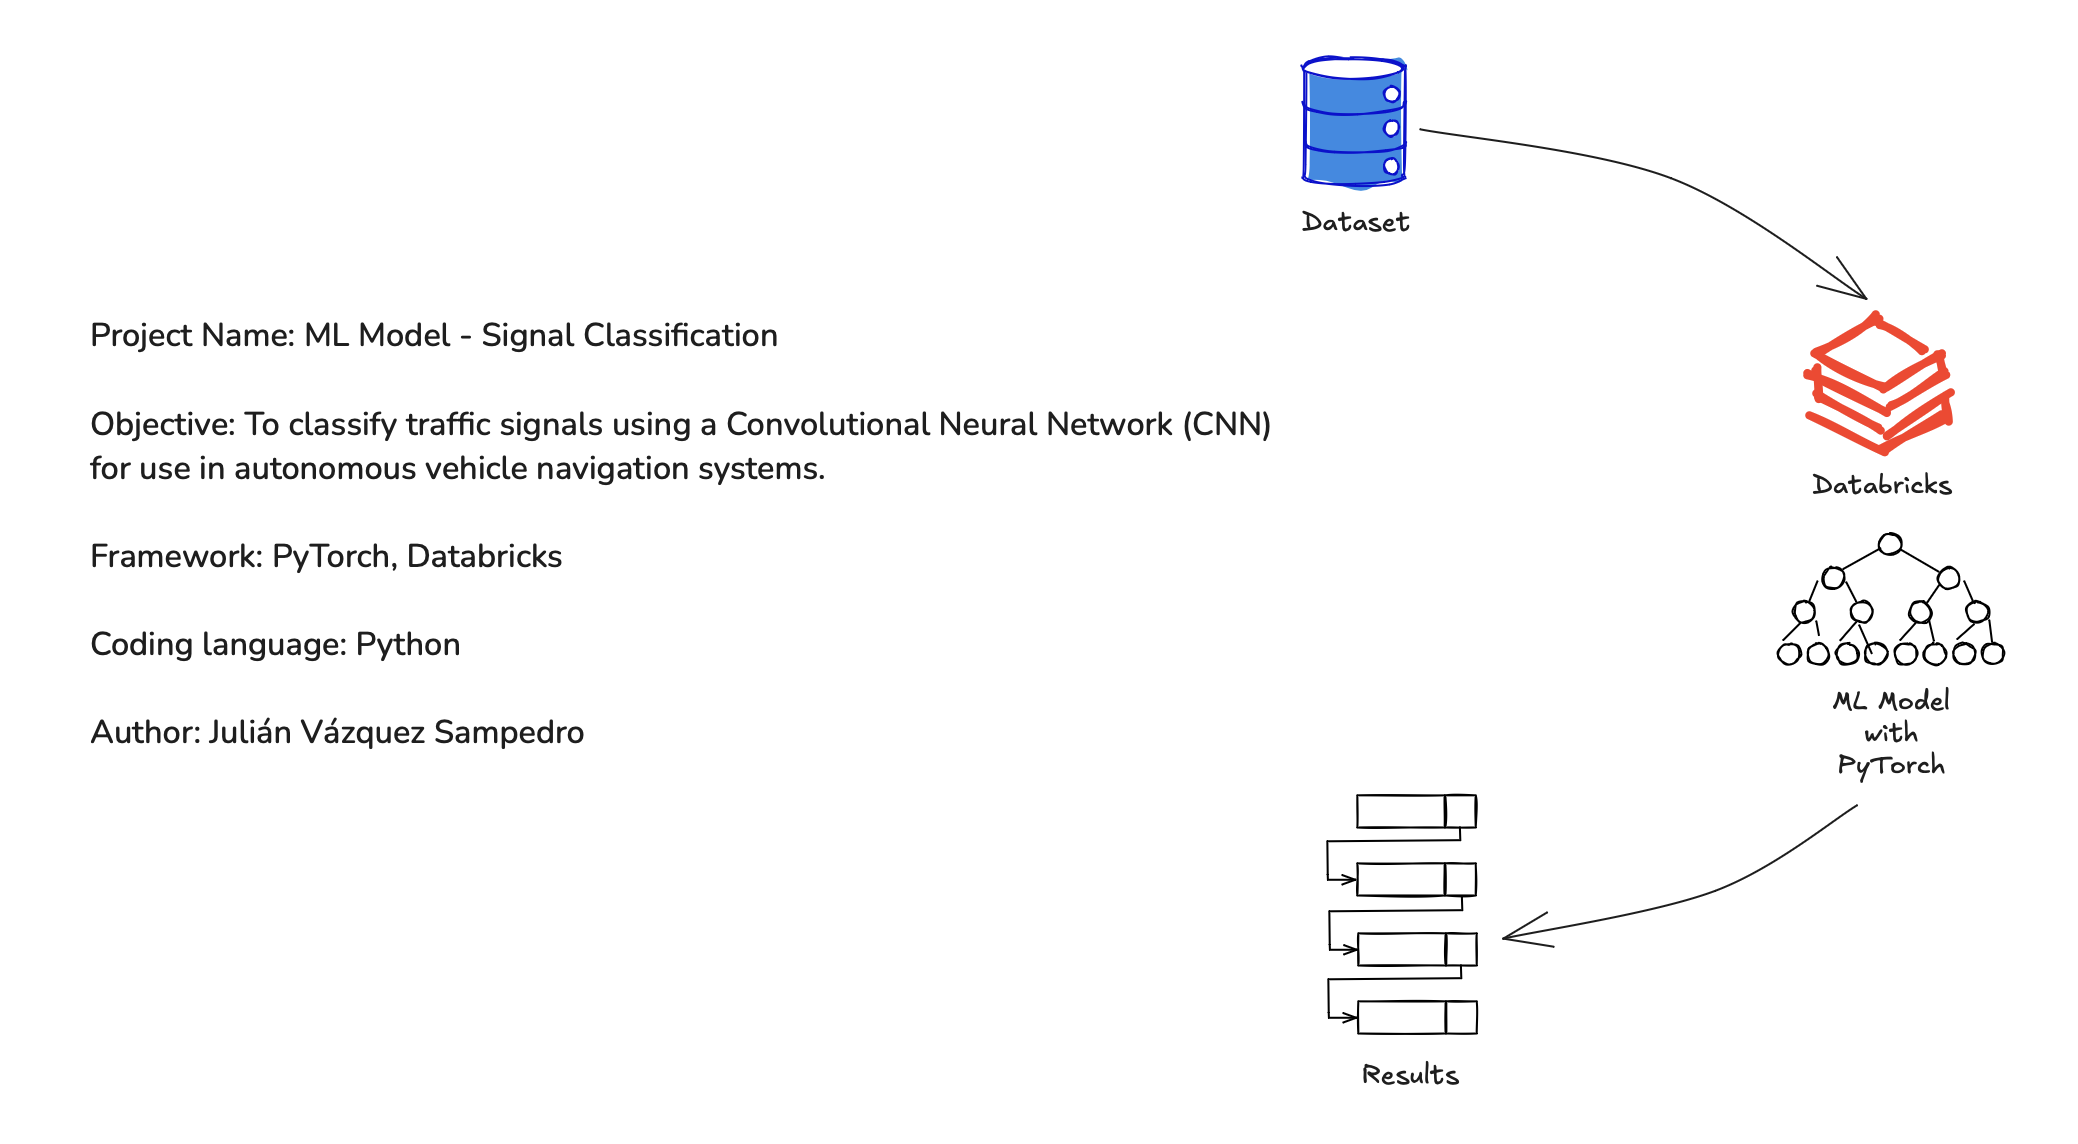 Project Name: ML Model - Signal Classification
Objective: To classify traffic signals using a Convolutional Neural Network (CNN)
for use in autonomous vehicle navigation systems.
Framework: PyTorch, Databricks
Coding language: Python
Author: Julián Vázquez Sampedro
Dataset
Databricks
ML Model
with
PyTorch
Results